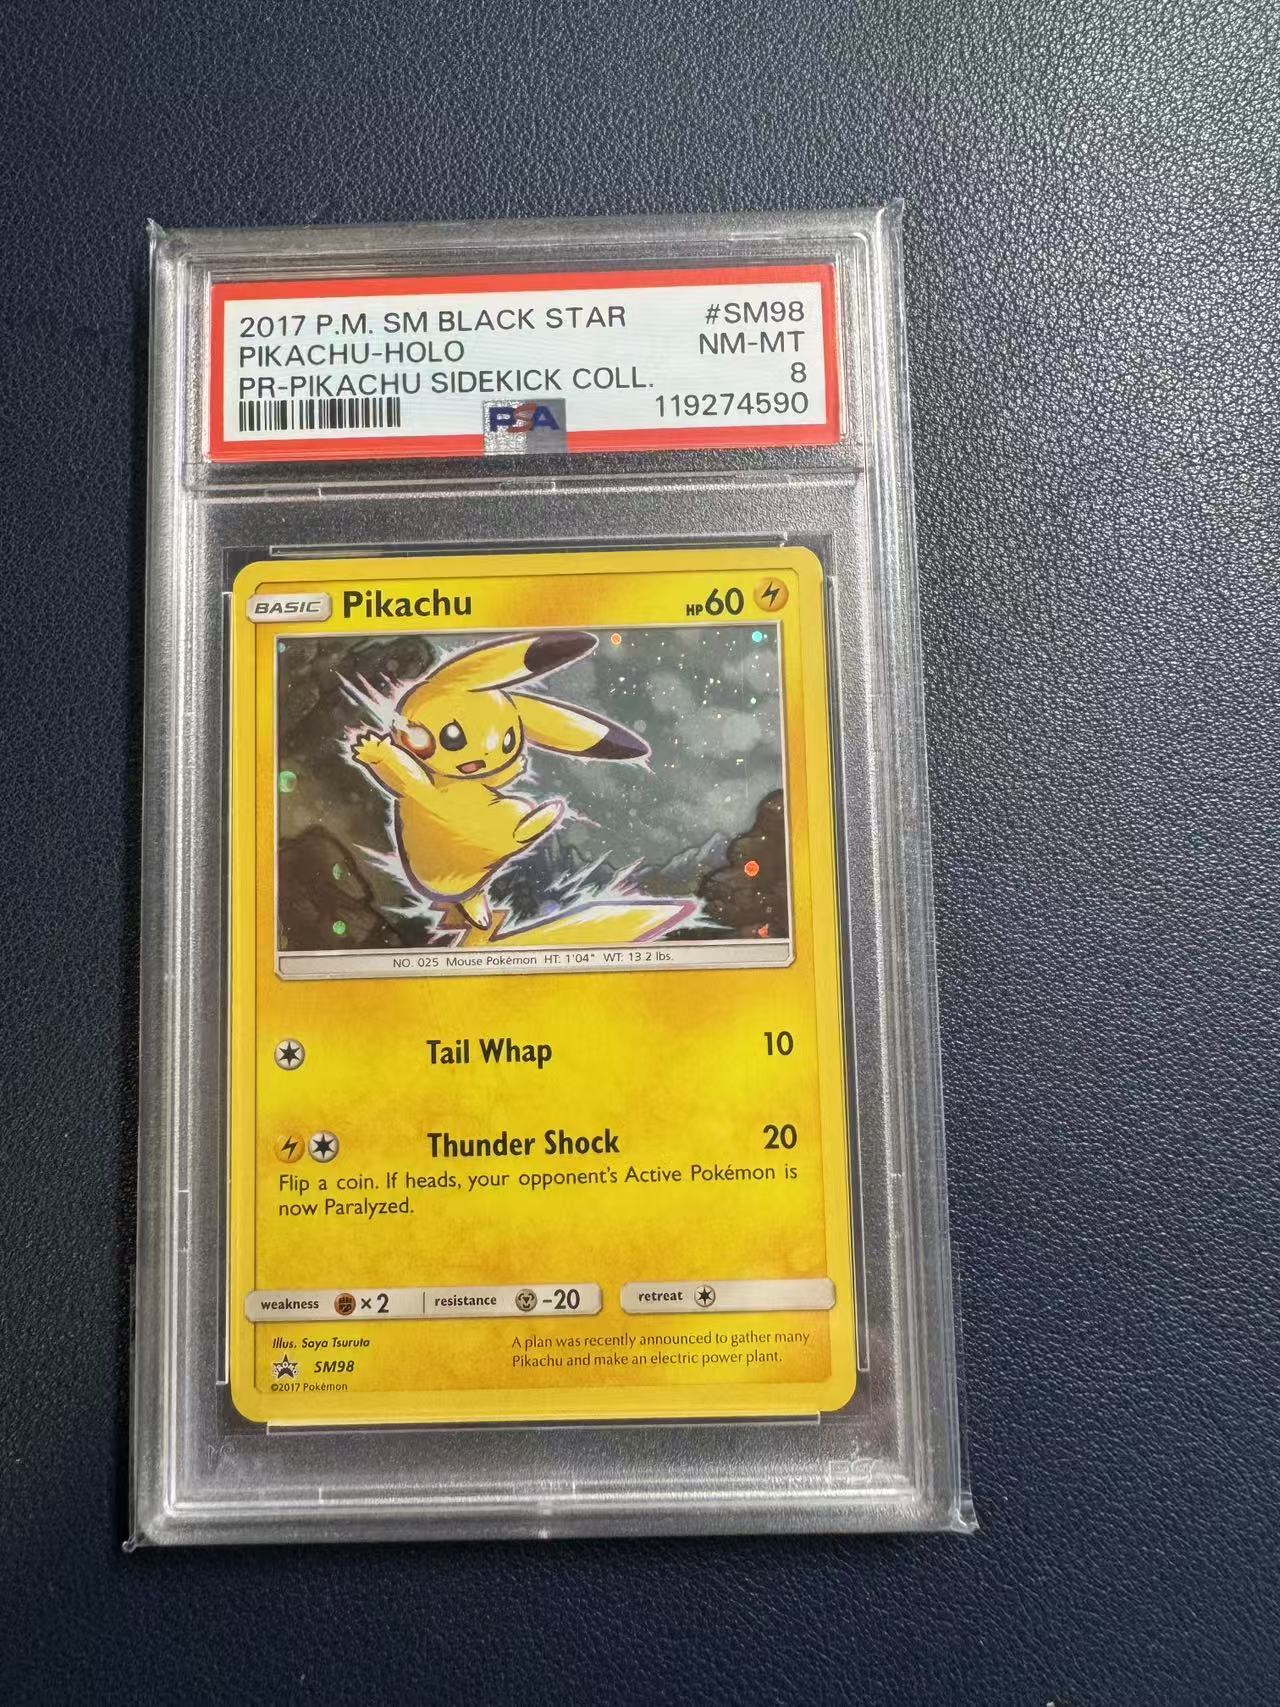 2017 P.M. SM BLACK STAR #SM98
PIKACHU-HOLO NM-MT
PR-PIKACHU SIDEKICK COLL. 8
PSA 119274590
BASIC Pikachu HP60
NO. 025 Mouse Pokémon HT: 1'04" WT: 13.2 lbs.
Tail Whap 10
Thunder Shock 20
Flip a coin. If heads, your opponent's Active Pokémon is
now Paralyzed.
weakness ×2 resistance -20 retreat
Illus. Saya Tsuruta
SM98
©2017 Pokémon
A plan was recently announced to gather many
Pikachu and make an electric power plant.